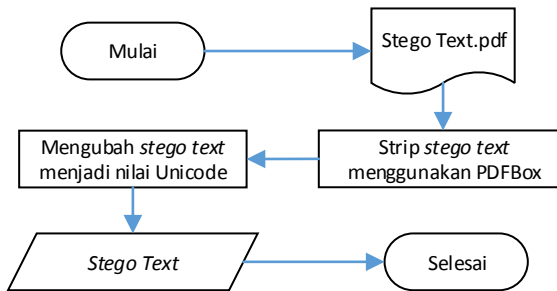 Mulai
Stego Text.pdf
Strip stego text
menggunakan PDFBox
Mengubah stego text
menjadi nilai Unicode
Stego Text
Selesai